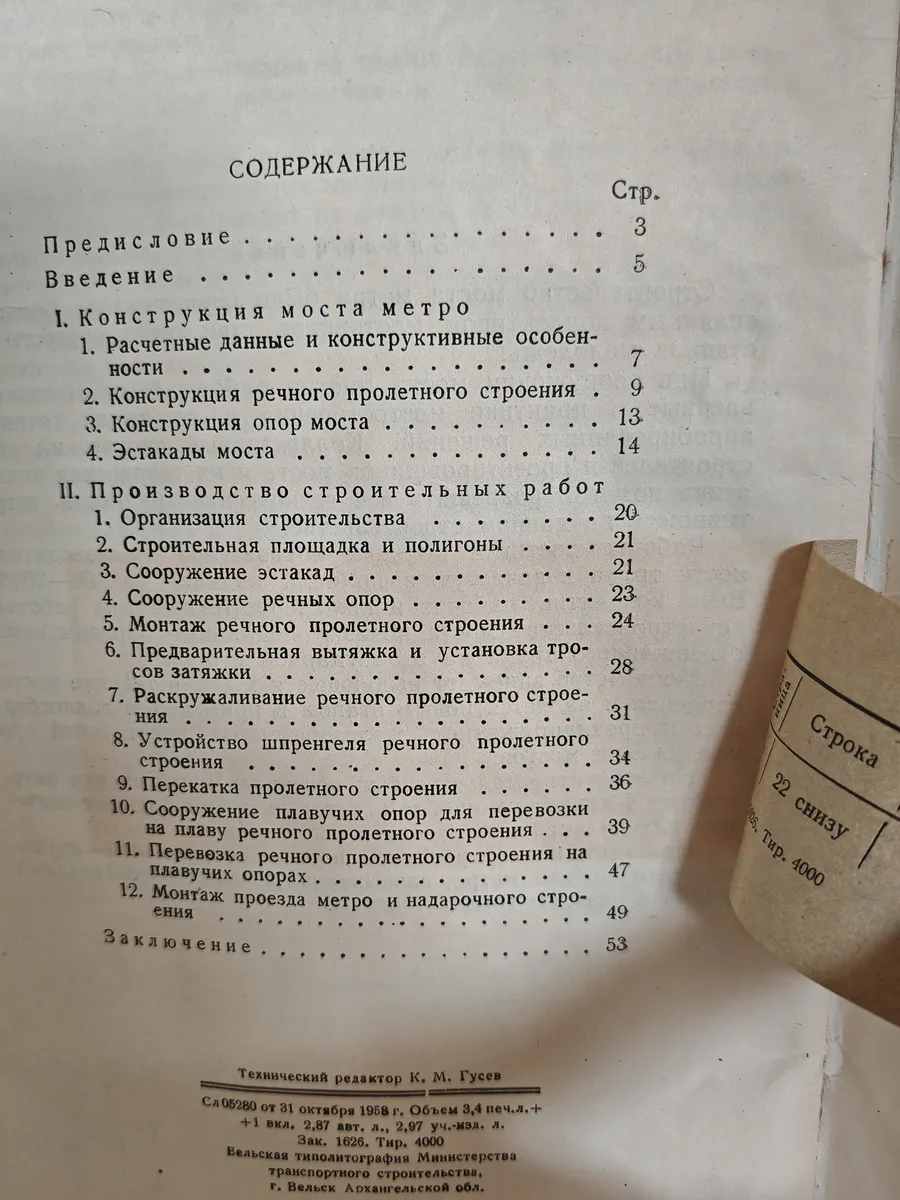 СОДЕРЖАНИЕ
Стр.
Предисловие . . . . . . . . . . . . . . . . 3
Введение . . . . . . . . . . . . . . . . . 5
I. Конструкция моста метро
1. Расчетные данные и конструктивные особен-
ности . . . . . . . . . . . . . . . . . . 7
2. Конструкция речного пролетного строения . 9
3. Конструкция опор моста . . . . . . . . . . 13
4. Эстакады моста . . . . . . . . . . . . . . 14
II. Производство строительных работ
1. Организация строительства . . . . . . . . 20
2. Строительная площадка и полигоны . . . . 21
3. Сооружение эстакад . . . . . . . . . . . . 21
4. Сооружение речных опор . . . . . . . . . 23
5. Монтаж речного пролетного строения . . . 24
6. Предварительная вытяжка и установка тро-
сов затяжки . . . . . . . . . . . . . . . 28
7. Раскружаливание речного пролетного строе-
ния . . . . . . . . . . . . . . . . . . . 31
8. Устройство шпренгеля речного пролетного
строения . . . . . . . . . . . . . . . . 34
9. Перекатка пролетного строения . . . . . . 36
10. Сооружение плавучих опор для перевозки
на плаву речного пролетного строения . . . 39
11. Перевозка речного пролетного строения на
плавучих опорах . . . . . . . . . . . . . 47
12. Монтаж проезда метро и надарочного стро-
ения . . . . . . . . . . . . . . . . . . 49
Заключение . . . . . . . . . . . . . . . 53
Технический редактор К. М. Гусев
Сл05280 от 31 октября 1958 г. Объем 3,4 печ.л.+
+1 вкл. 2,87 авт. л., 2,97 уч.-изд. л.
Зак. 1626. Тир. 4000
Вельская типолитография Министерства
транспортного строительства,
г. Вельск Архангельской обл.
ница
Строка
22 снизу
Тир. 4000